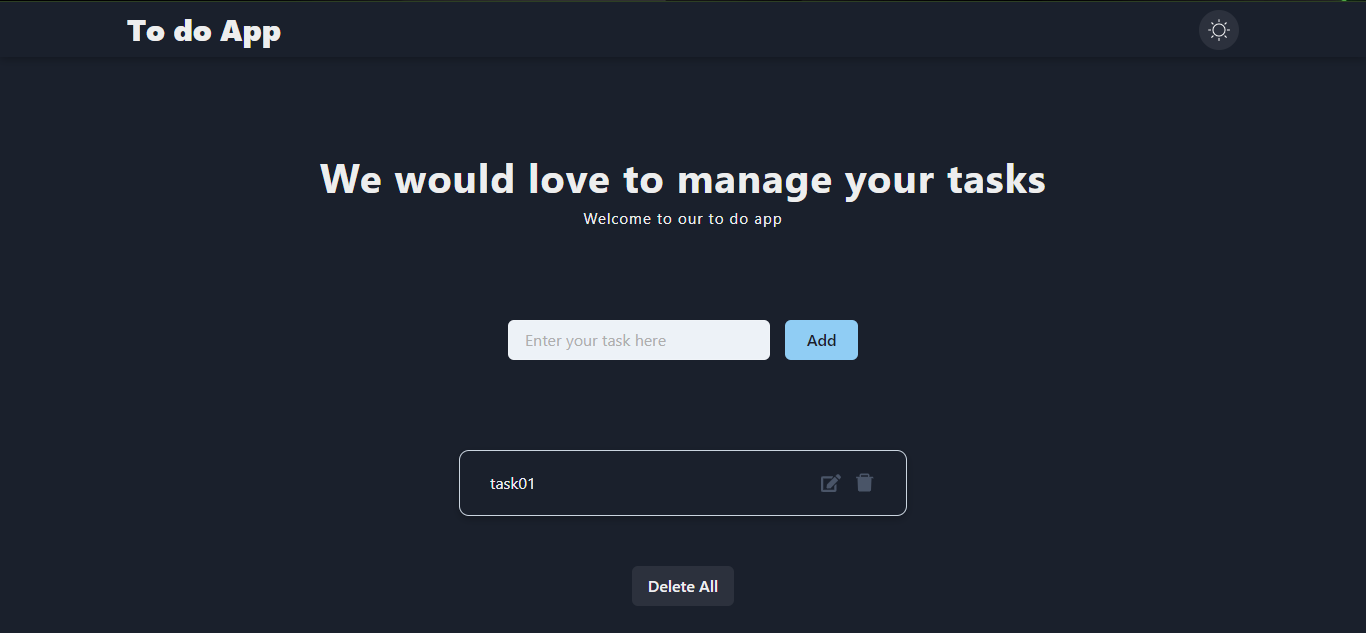 To do App
We would love to manage your tasks
Welcome to our to do app
Enter your task here
Add
task01
Delete All